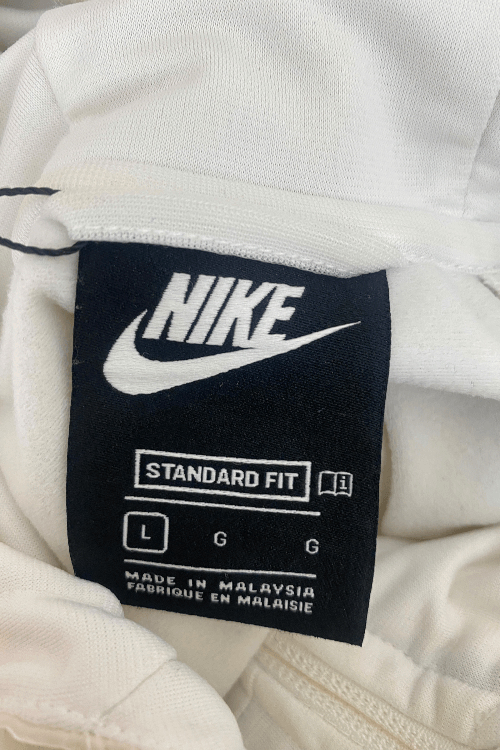 NIKE
STANDARD FIT i
L G G
MADE IN MALAYSIA
FABRIQUE EN MALAISIE